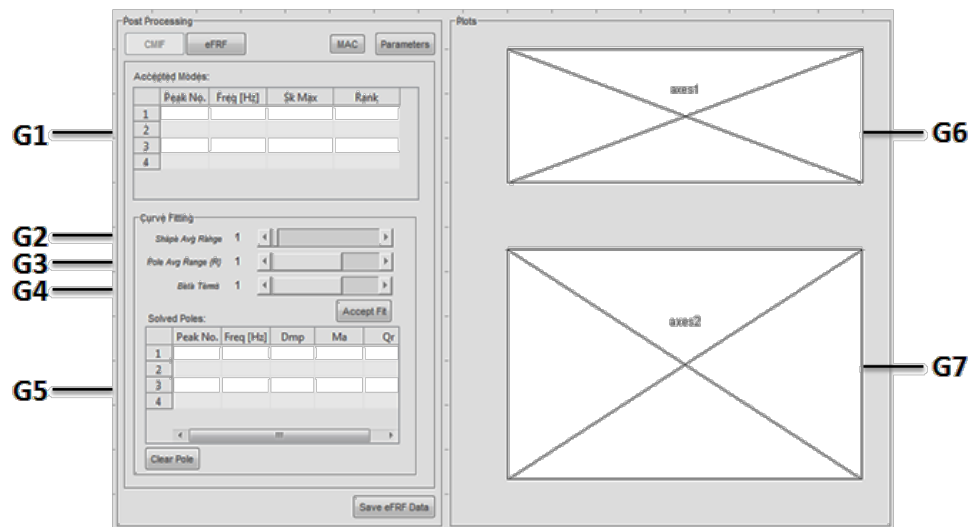 Post Processing
CMIF eFRF MAC Parameters
Accepted Modes:
Peak No. Freq [Hz] Sk Max Rank
1
2
3
4
Curve Fitting
Shape Avg Range 1
Pole Avg Range (R) 1
Beta Terms 1
Accept Fit
Solved Poles:
Peak No. Freq [Hz] Dmp Ma Qr
1
2
3
4
Clear Pole
Save eFRF Data
Plots
axes1
axes2
G1
G2
G3
G4
G5
G6
G7